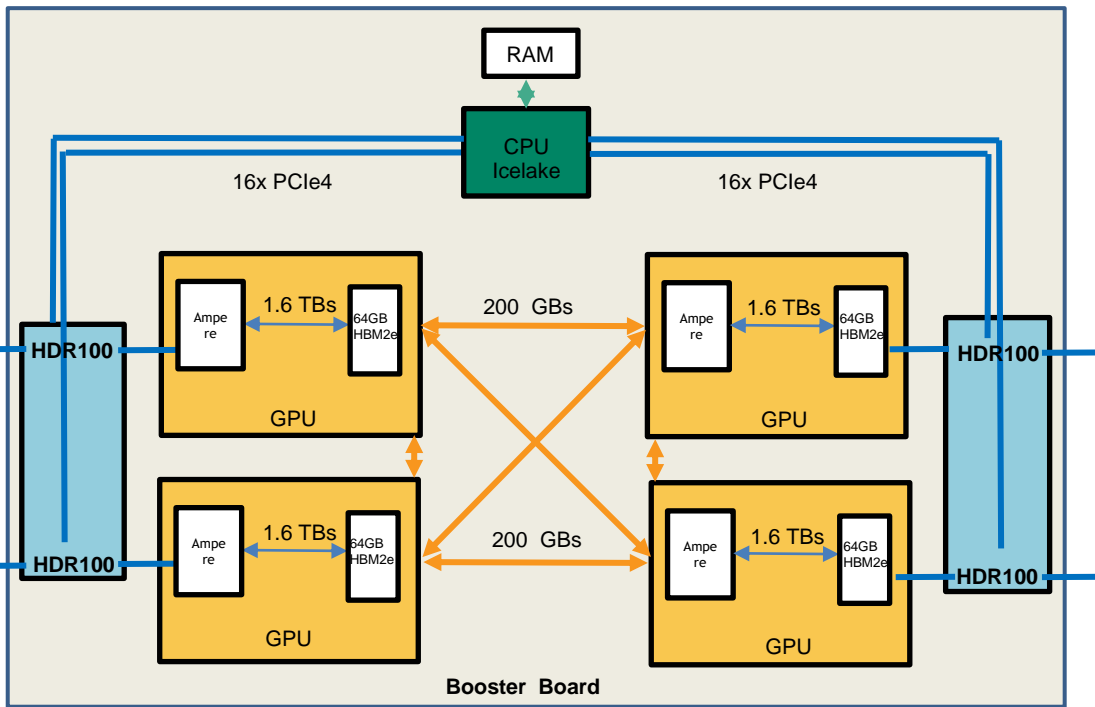 RAM
CPU
Icelake
16x PCIe4
16x PCIe4
Ampe
re
1.6 TBs
64GB
HBM2e
GPU
200 GBs
Ampe
re
1.6 TBs
64GB
HBM2e
GPU
HDR100
HDR100
Ampe
re
1.6 TBs
64GB
HBM2e
GPU
200 GBs
Ampe
re
1.6 TBs
64GB
HBM2e
GPU
HDR100
HDR100
Booster Board